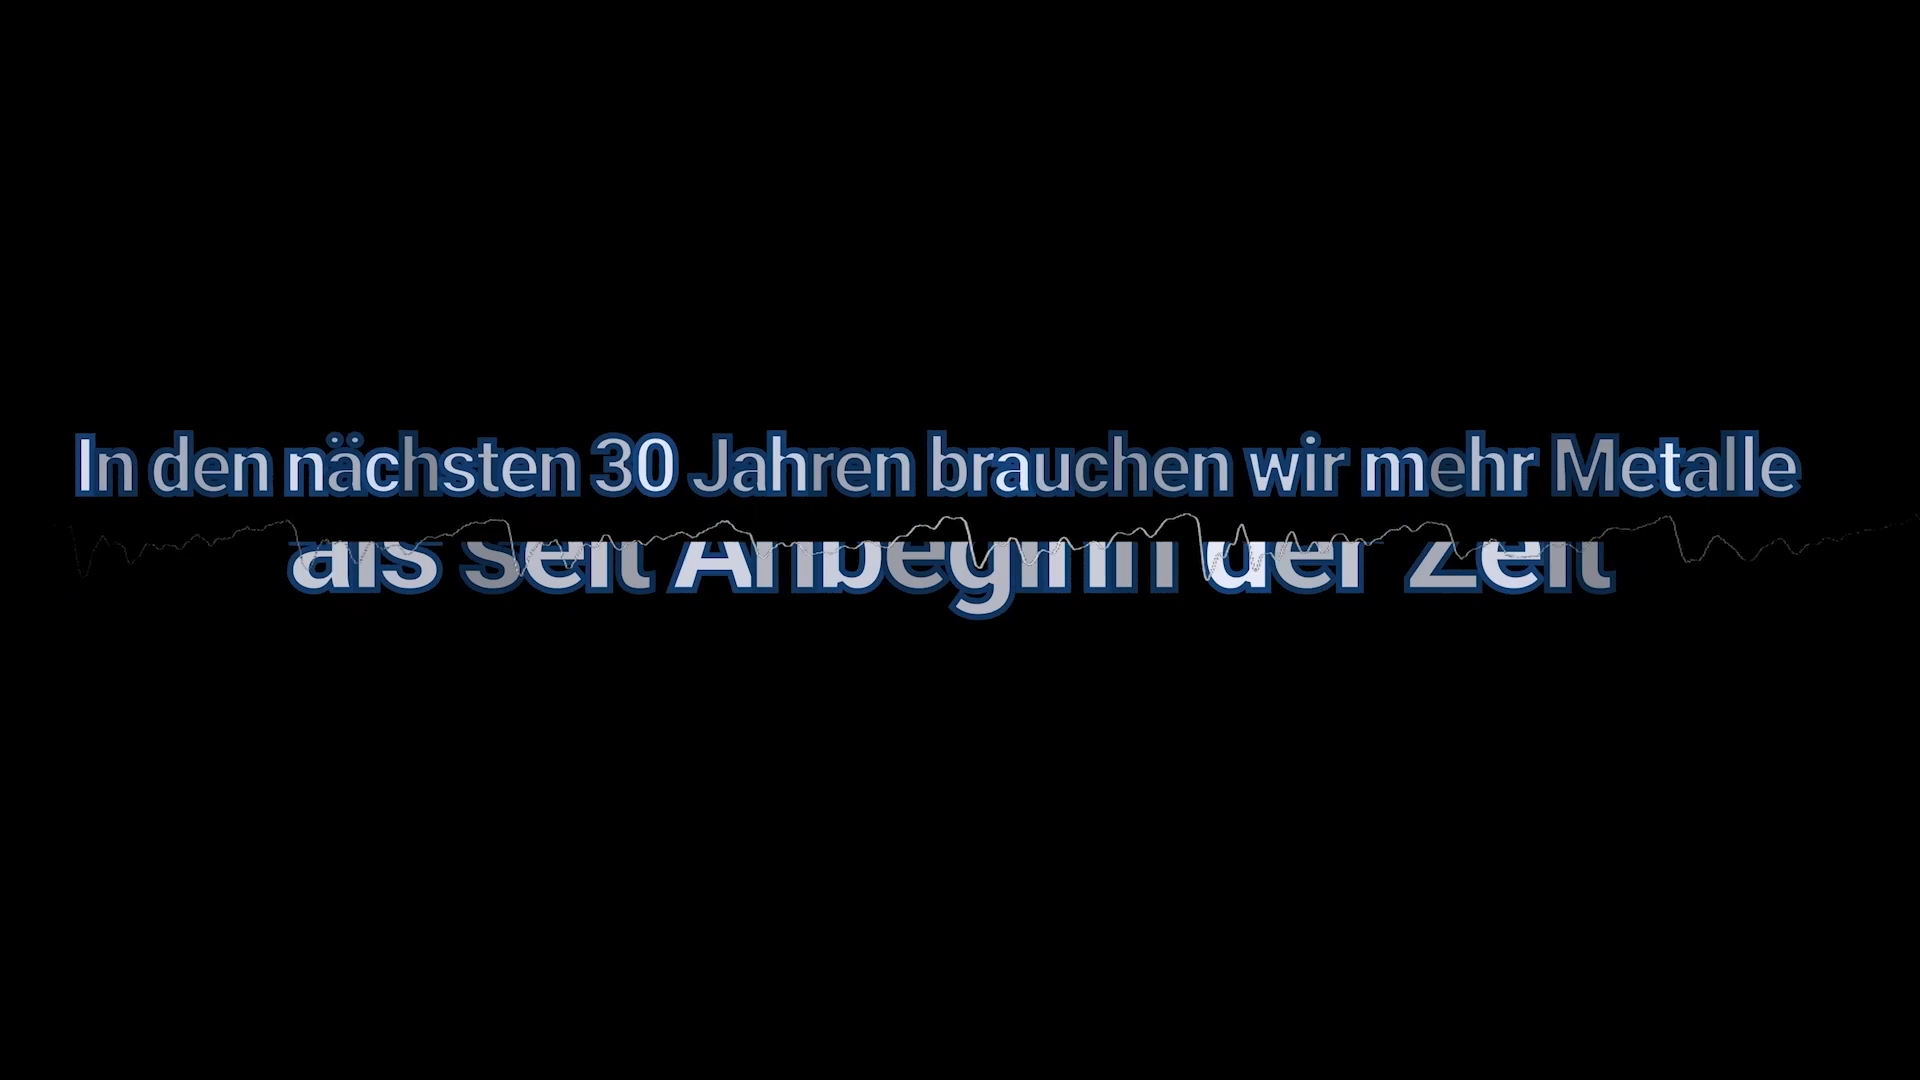 In den nächsten 30 Jahren brauchen wir mehr Metalle
als seit Anbeginn der Zeit